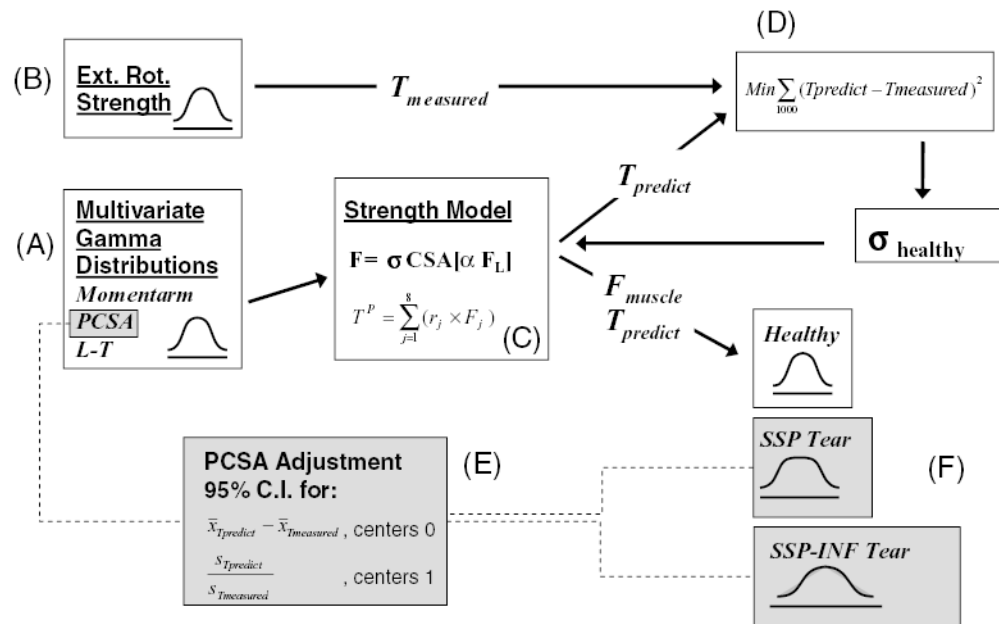 (D)
(B)
Ext. Rot.
Strength
T measured
Min ∑ (Tpredict – Tmeasured)²
1000
T predict
(A)
Multivariate
Gamma
Distributions
Momentarm
PCSA
L-T
Strength Model
F= σ CSA[α F_L]
T^P = ∑_{j=1}^{8} (r_j × F_j)
(C)
σ healthy
F muscle
T predict
Healthy
SSP Tear
(F)
SSP-INF Tear
PCSA Adjustment
95% C.I. for:
(E)
x̄_Tpredict – x̄_Tmeasured , centers 0
s_Tpredict
s_Tmeasured
, centers 1